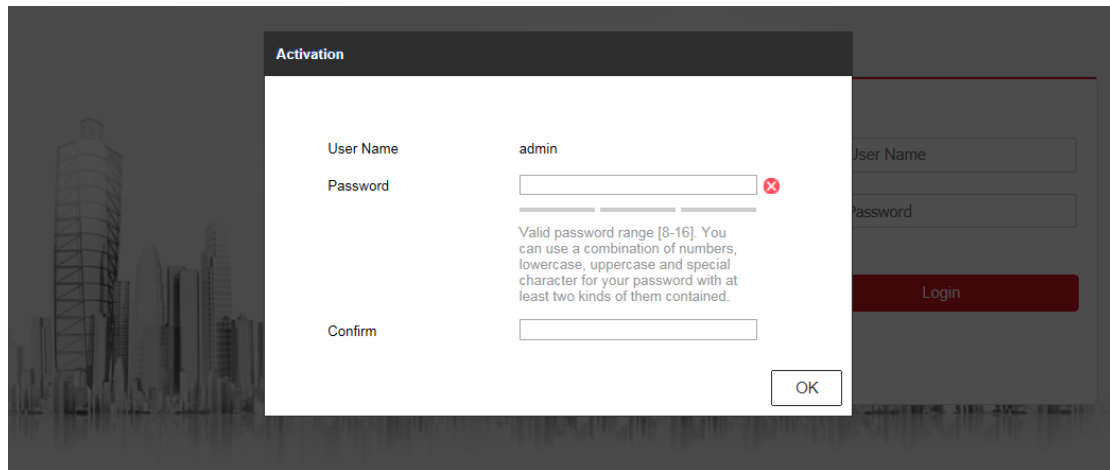 Activation
User Name admin
Password
Valid password range [8-16]. You
can use a combination of numbers,
lowercase, uppercase and special
character for your password with at
least two kinds of them contained.
Confirm
OK
User Name
Password
Login